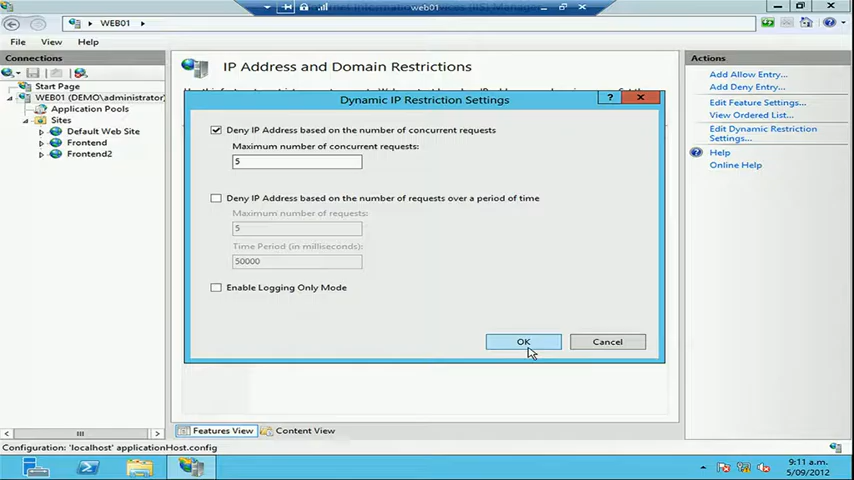 web01
WEB01
File View Help
Connections
Start Page
WEB01 (DEMO\administrator)
Application Pools
Sites
Default Web Site
Frontend
Frontend2
IP Address and Domain Restrictions
Dynamic IP Restriction Settings
?
Deny IP Address based on the number of concurrent requests
Maximum number of concurrent requests:
5
Deny IP Address based on the number of requests over a period of time
Maximum number of requests:
5
Time Period (in milliseconds):
50000
Enable Logging Only Mode
OK
Cancel
Features View
Content View
Actions
Add Allow Entry...
Add Deny Entry...
Edit Feature Settings...
View Ordered List...
Edit Dynamic Restriction
Settings...
Help
Online Help
Configuration: 'localhost' applicationHost.config
9:11 a.m.
5/09/2012